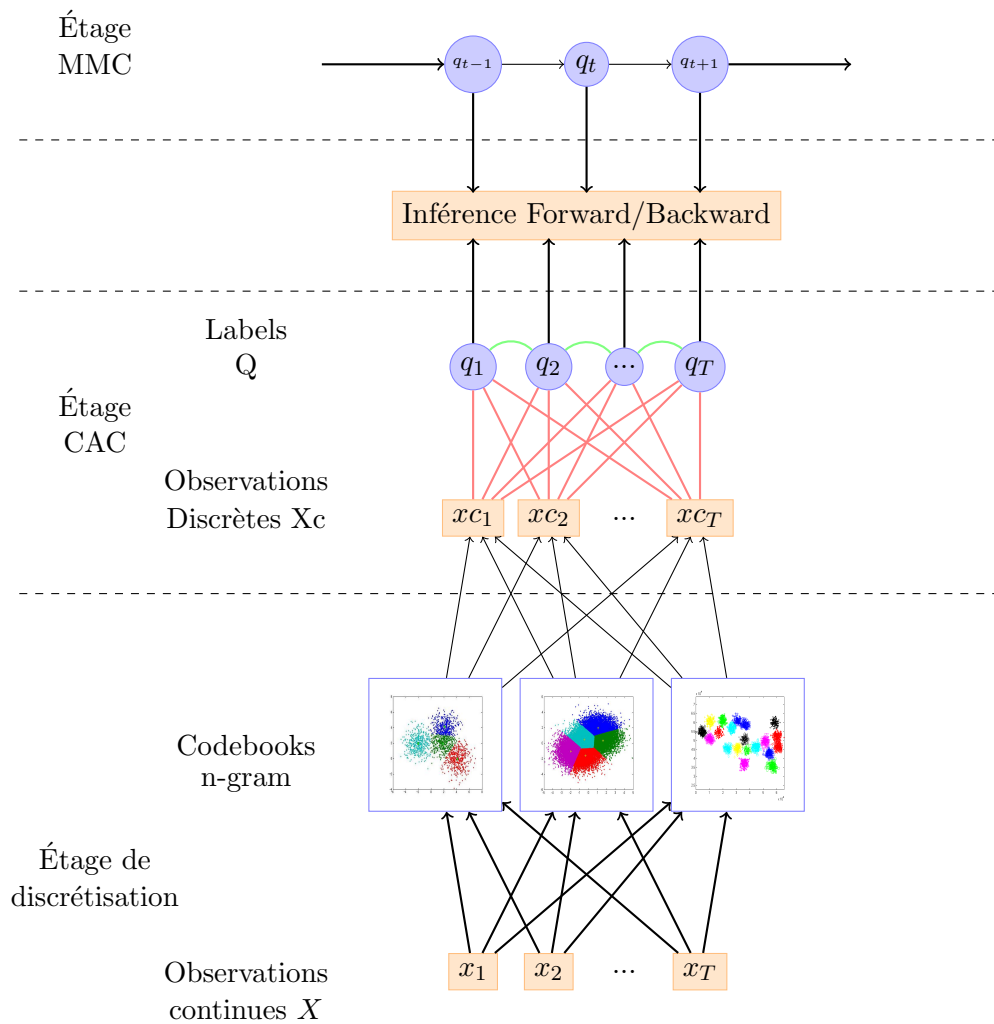 Étage
MMC
q_{t-1}
q_t
q_{t+1}
Inférence Forward/Backward
Labels
Q
q_1
q_2
...
q_T
Étage
CAC
Observations
Discrètes Xc
xc_1
xc_2
...
xc_T
Codebooks
n-gram
Étage de
discrétisation
Observations
continues X
x_1
x_2
...
x_T